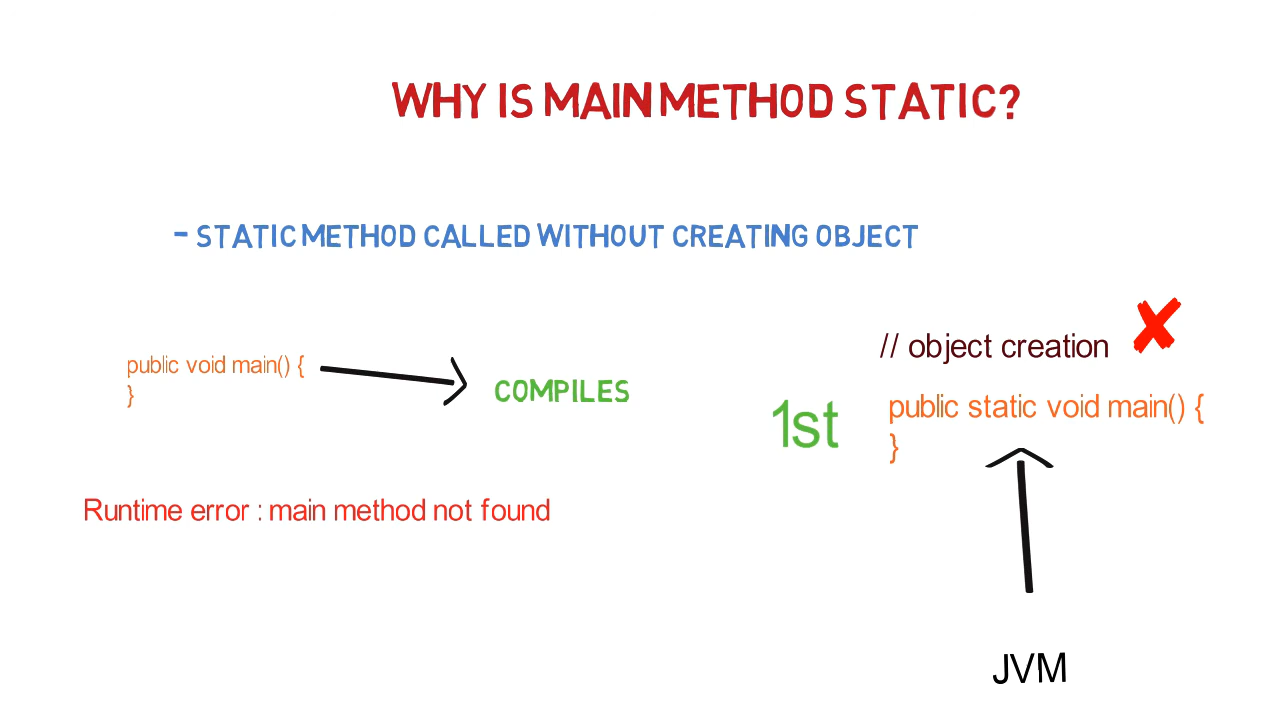 WHY IS MAIN METHOD STATIC?
- STATIC METHOD CALLED WITHOUT CREATING OBJECT
public void main() {
}
COMPILES
Runtime error : main method not found
// object creation
1st
public static void main() {
}
JVM